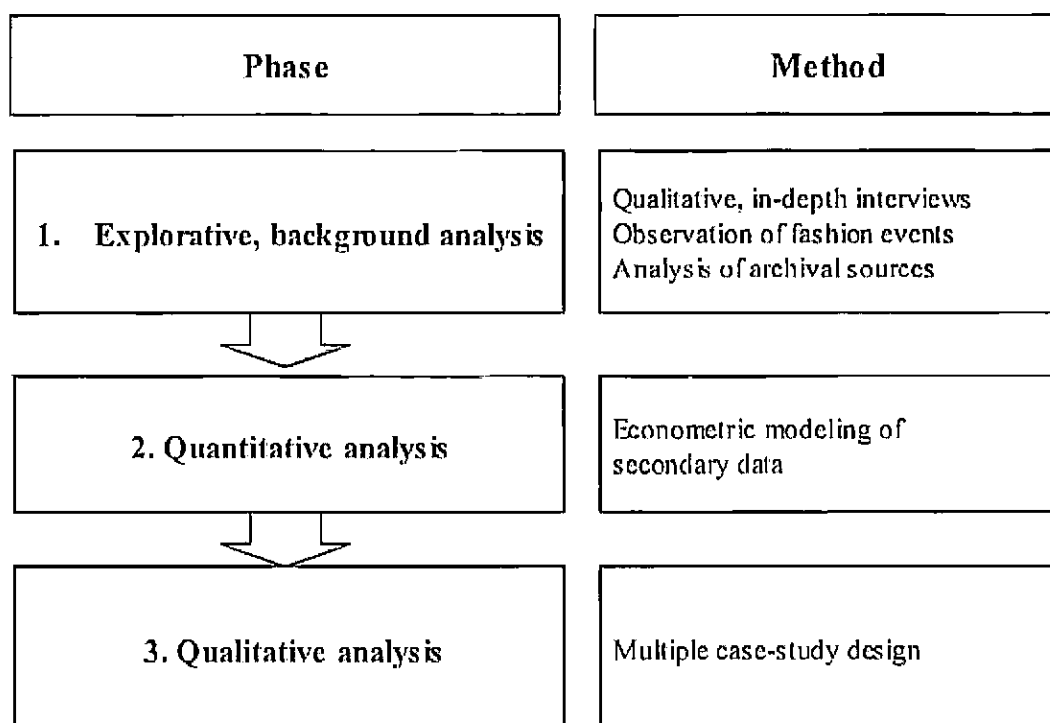 Phase
Method
1. Explorative, background analysis
Qualitative, in-depth interviews
Observation of fashion events
Analysis of archival sources
2. Quantitative analysis
Econometric modeling of
secondary data
3. Qualitative analysis
Multiple case-study design